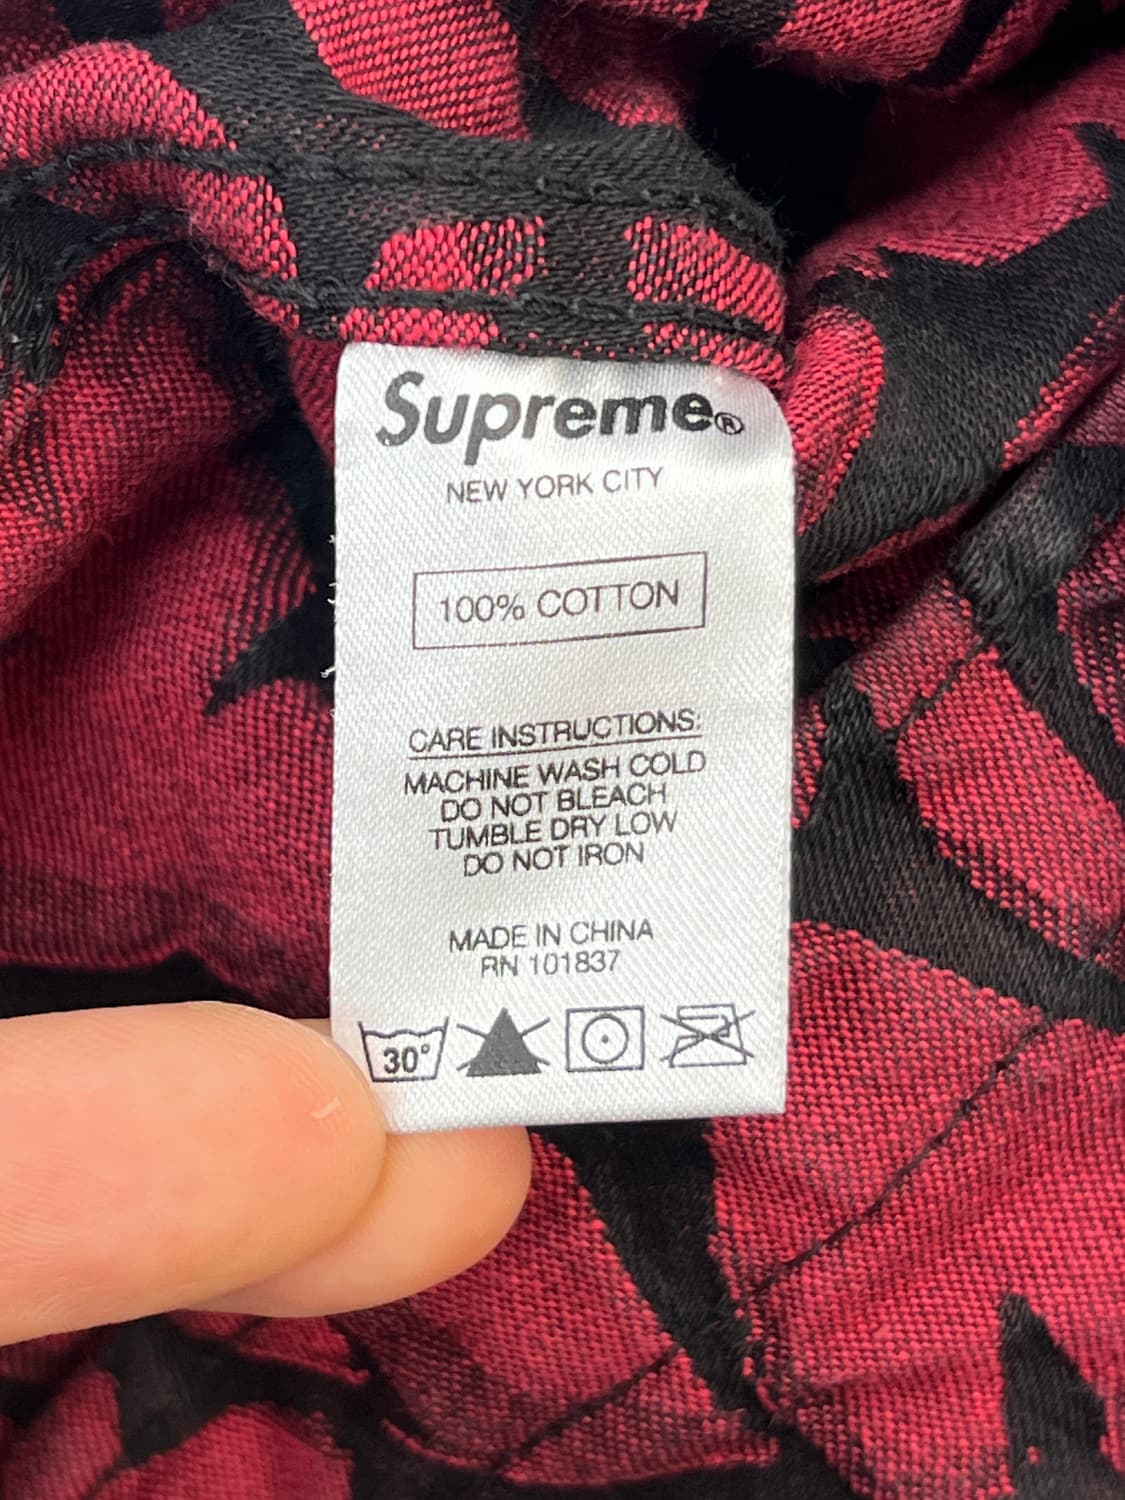 Supreme®
NEW YORK CITY
100% COTTON
CARE INSTRUCTIONS:
MACHINE WASH COLD
DO NOT BLEACH
TUMBLE DRY LOW
DO NOT IRON
MADE IN CHINA
RN 101837
30°